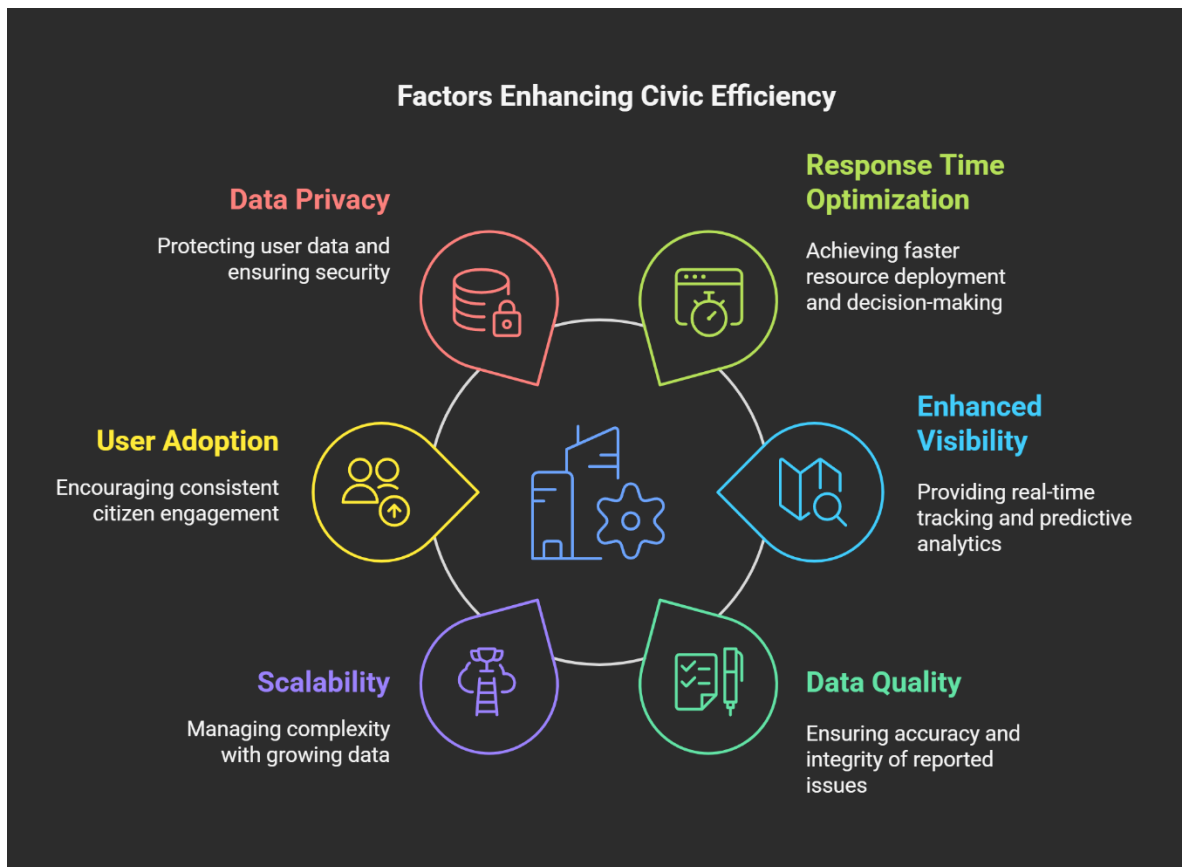 Factors Enhancing Civic Efficiency
Data Privacy
Protecting user data and
ensuring security
Response Time
Optimization
Achieving faster
resource deployment
and decision-making
User Adoption
Encouraging consistent
citizen engagement
Enhanced
Visibility
Providing real-time
tracking and predictive
analytics
Scalability
Managing complexity
with growing data
Data Quality
Ensuring accuracy and
integrity of reported
issues